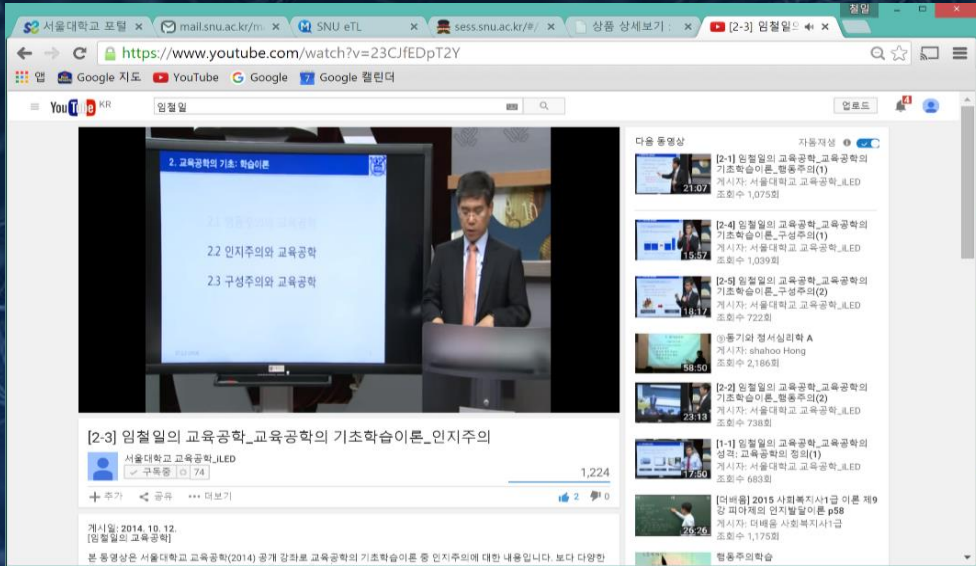 철일
서울대학교 포털
mail.snu.ac.kr/m
SNU eTL
sess.snu.ac.kr/#/
상품 상세보기 :
[2-3] 임철일의
https://www.youtube.com/watch?v=23CJfEDpT2Y
앱 Google 지도 YouTube Google Google 캘린더
YouTube KR
임철일
업로드
4
2. 교육공학의 기초: 학습이론
2.2 인지주의와 교육공학
2.3 구성주의와 교육공학
[2-3] 임철일의 교육공학_교육공학의 기초학습이론_인지주의
서울대학교 교육공학_iLED
구독중 74
1,224
추가 공유 더보기
2 0
게시일: 2014. 10. 12.
[임철일의 교육공학]
본 동영상은 서울대학교 교육공학(2014) 공개 강좌로 교육공학의 기초학습이론 중 인지주의에 대한 내용입니다. 보다 다양한
다음 동영상
자동재생
21:07
[2-1] 임철일의 교육공학_교육공학의
기초학습이론_행동주의(1)
게시자: 서울대학교 교육공학_iLED
조회수 1,075회
15:57
[2-4] 임철일의 교육공학_교육공학의
기초학습이론_구성주의(1)
게시자: 서울대학교 교육공학_iLED
조회수 1,039회
18:17
[2-5] 임철일의 교육공학_교육공학의
기초학습이론_구성주의(2)
게시자: 서울대학교 교육공학_iLED
조회수 722회
58:50
⑤동기와 정서심리학 A
게시자: shahoo Hong
조회수 2,186회
23:13
[2-2] 임철일의 교육공학_교육공학의
기초학습이론_행동주의(2)
게시자: 서울대학교 교육공학_iLED
조회수 738회
17:50
[1-1] 임철일의 교육공학_교육공학의
성격: 교육공학의 정의(1)
게시자: 서울대학교 교육공학_iLED
조회수 683회
26:26
[더배움] 2015 사회복지사1급 이론 제9
강 피아제의 인지발달이론 p58
게시자: 더배움 사회복지사1급
조회수 1,175회
행동주의학습